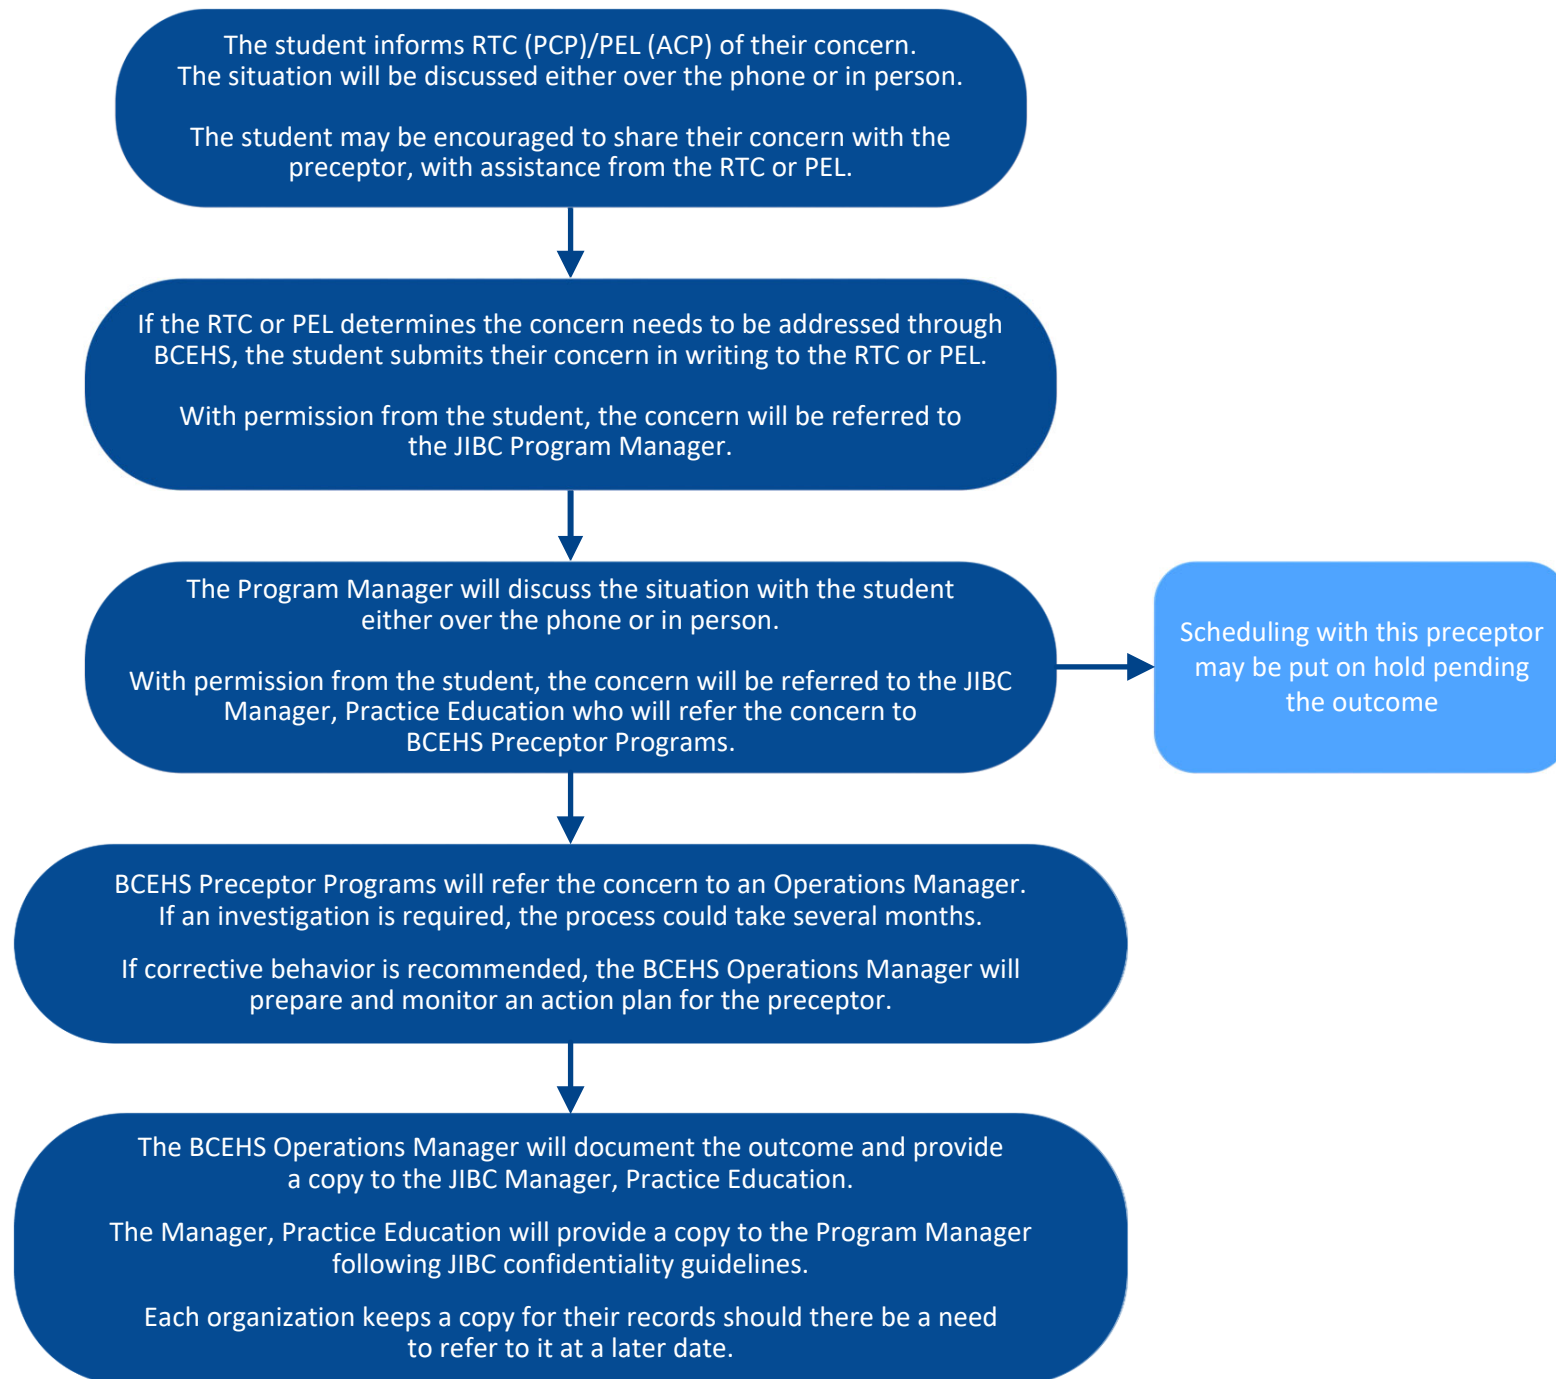 The student informs RTC (PCP)/PEL (ACP) of their concern.
The situation will be discussed either over the phone or in person.
The student may be encouraged to share their concern with the
preceptor, with assistance from the RTC or PEL.
If the RTC or PEL determines the concern needs to be addressed through
BCEHS, the student submits their concern in writing to the RTC or PEL.
With permission from the student, the concern will be referred to
the JIBC Program Manager.
The Program Manager will discuss the situation with the student
either over the phone or in person.
With permission from the student, the concern will be referred to the JIBC
Manager, Practice Education who will refer the concern to
BCEHS Preceptor Programs.
Scheduling with this preceptor
may be put on hold pending
the outcome
BCEHS Preceptor Programs will refer the concern to an Operations Manager.
If an investigation is required, the process could take several months.
If corrective behavior is recommended, the BCEHS Operations Manager will
prepare and monitor an action plan for the preceptor.
The BCEHS Operations Manager will document the outcome and provide
a copy to the JIBC Manager, Practice Education.
The Manager, Practice Education will provide a copy to the Program Manager
following JIBC confidentiality guidelines.
Each organization keeps a copy for their records should there be a need
to refer to it at a later date.